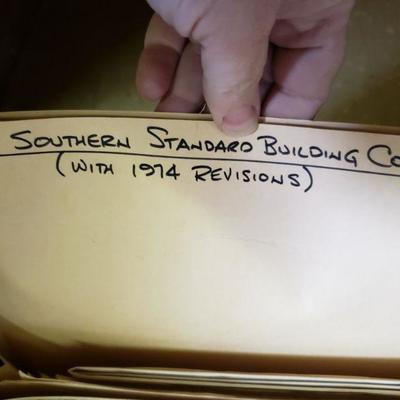 SOUTHERN STANDARD BUILDING CO
(WITH 1974 REVISIONS)